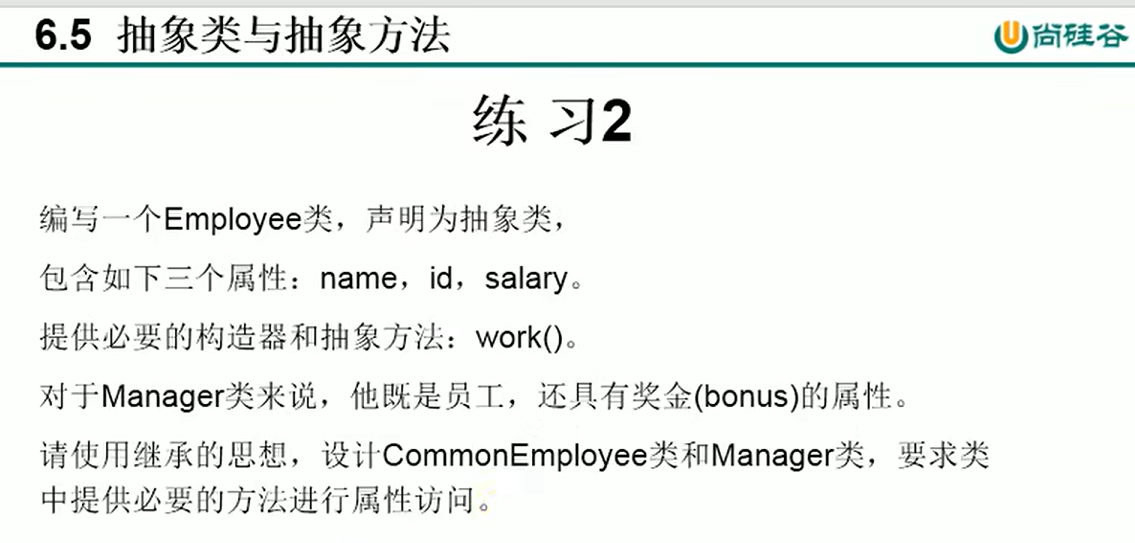 6.5 抽象类与抽象方法
尚硅谷
练 习2
编写一个Employee类，声明为抽象类，
包含如下三个属性：name，id，salary。
提供必要的构造器和抽象方法：work()。
对于Manager类来说，他既是员工，还具有奖金(bonus)的属性。
请使用继承的思想，设计CommonEmployee类和Manager类，要求类
中提供必要的方法进行属性访问。